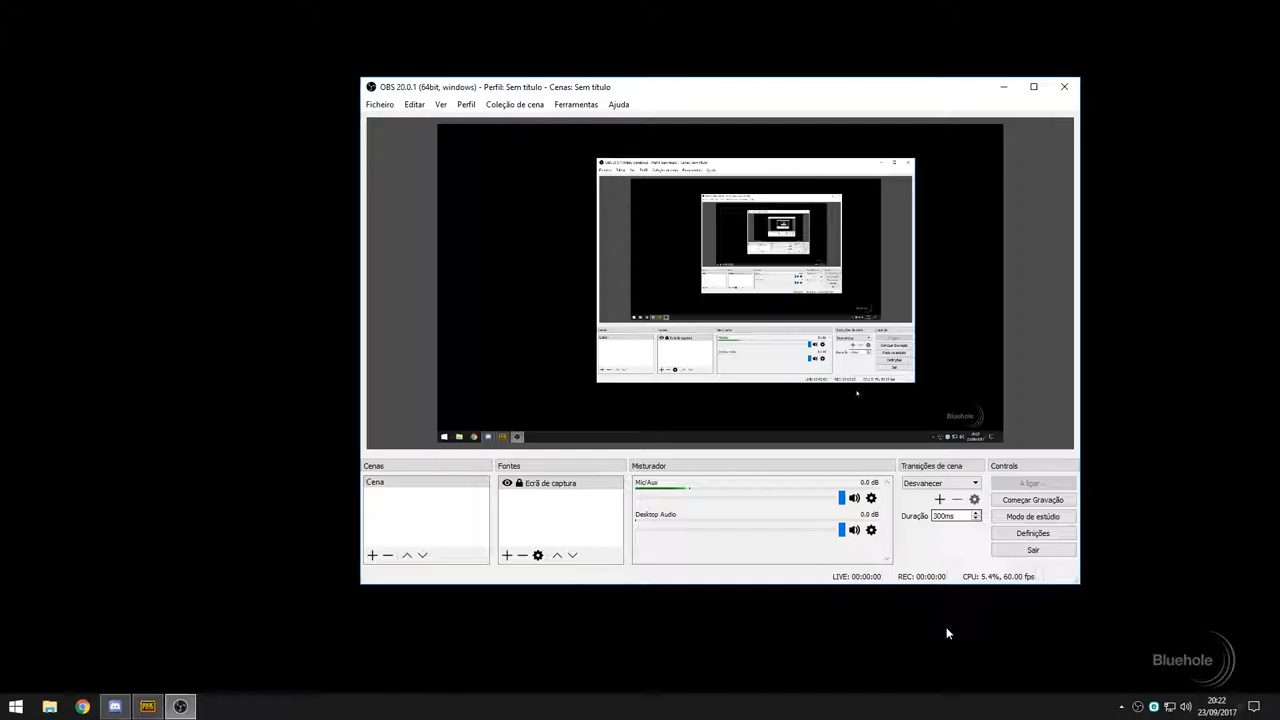 OBS 20.0.1 (64bit, windows) - Perfil: Sem título - Cenas: Sem título
Ficheiro Editar Ver Perfil Coleção de cena Ferramentas Ajuda
Bluehole
Cenas Fontes Misturador Transições de cena Controls
Cena
Ecrã de captura
Mic/Aux 0.0 dB
Desktop Audio 0.0 dB
Desvanecer
Duração 300ms
A ligar...
Começar Gravação
Modo de estúdio
Definições
Sair
LIVE: 00:00:00 REC: 00:00:00 CPU: 5.4%, 60.00 fps
Bluehole
20:22
23/09/2017